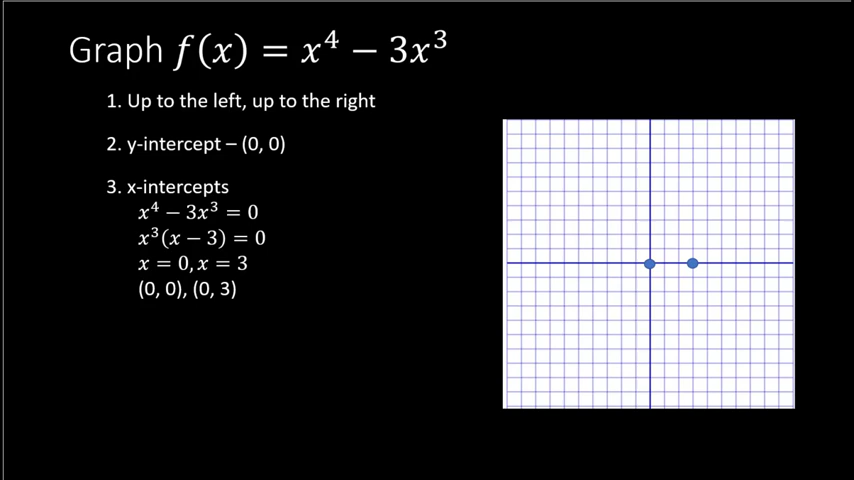 Graph f(x) = x⁴ − 3x³
1. Up to the left, up to the right
2. y-intercept – (0, 0)
3. x-intercepts
x⁴ − 3x³ = 0
x³(x − 3) = 0
x = 0, x = 3
(0, 0), (0, 3)